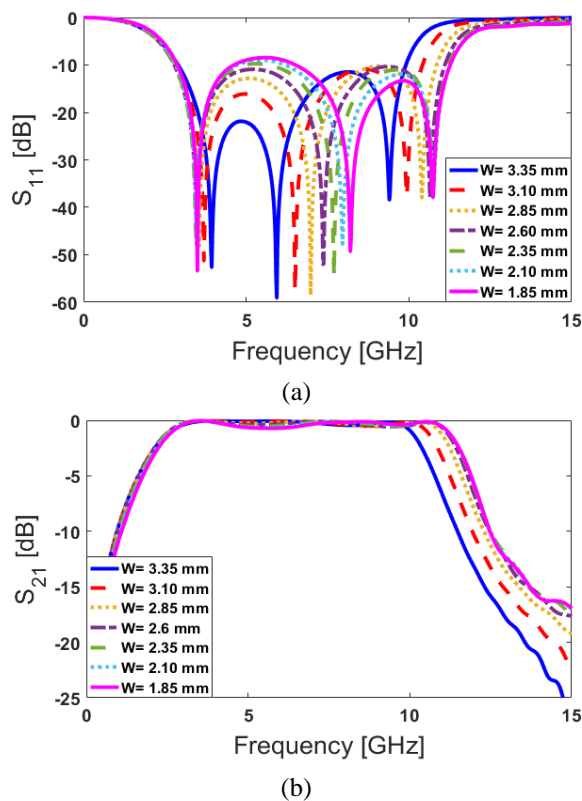 0
-10
-20
-30
-40
-50
-60
S11 [dB]
W= 3.35 mm
W= 3.10 mm
W= 2.85 mm
W= 2.60 mm
W= 2.35 mm
W= 2.10 mm
W= 1.85 mm
0 5 10 15
Frequency [GHz]
(a)
0
-5
-10
-15
-20
-25
S21 [dB]
W= 3.35 mm
W= 3.10 mm
W= 2.85 mm
W= 2.6 mm
W= 2.35 mm
W= 2.10 mm
W= 1.85 mm
0 5 10 15
Frequency [GHz]
(b)